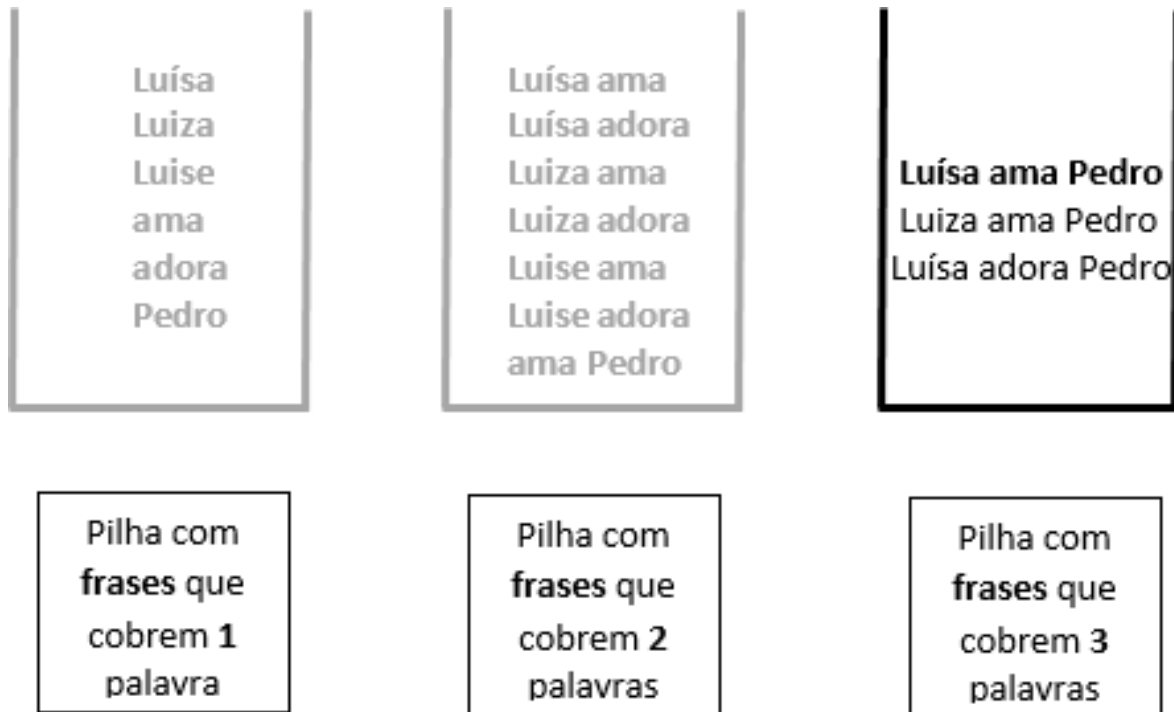 Luísa
Luiza
Luise
ama
adora
Pedro
Luísa ama
Luísa adora
Luiza ama
Luiza adora
Luise ama
Luise adora
ama Pedro
Luísa ama Pedro
Luiza ama Pedro
Luísa adora Pedro
Pilha com
frases que
cobrem 1
palavra
Pilha com
frases que
cobrem 2
palavras
Pilha com
frases que
cobrem 3
palavras